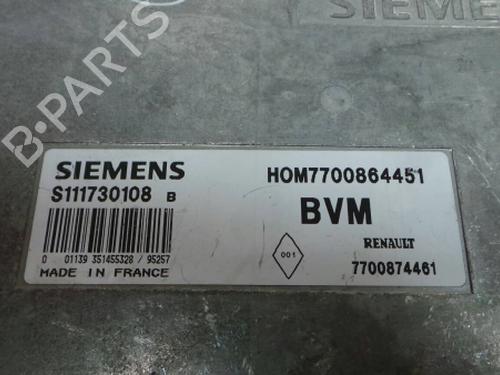 SIEMENS
B-PARTS
SIEMENS
S111730108 B
0 01139 351455328 / 95257
MADE IN FRANCE
HOM7700864451
BVM
RENAULT
001
7700874461